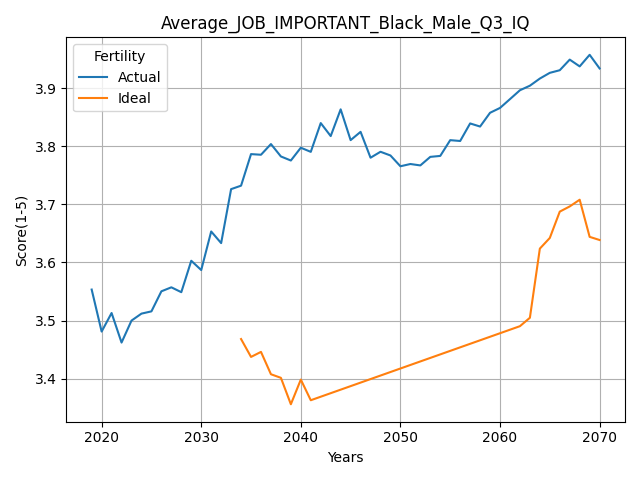 Average_JOB_IMPORTANT_Black_Male_Q3_IQ
Fertility
Actual
Ideal
Score(1-5)
3.9
3.8
3.7
3.6
3.5
3.4
2020 2030 2040 2050 2060 2070
Years